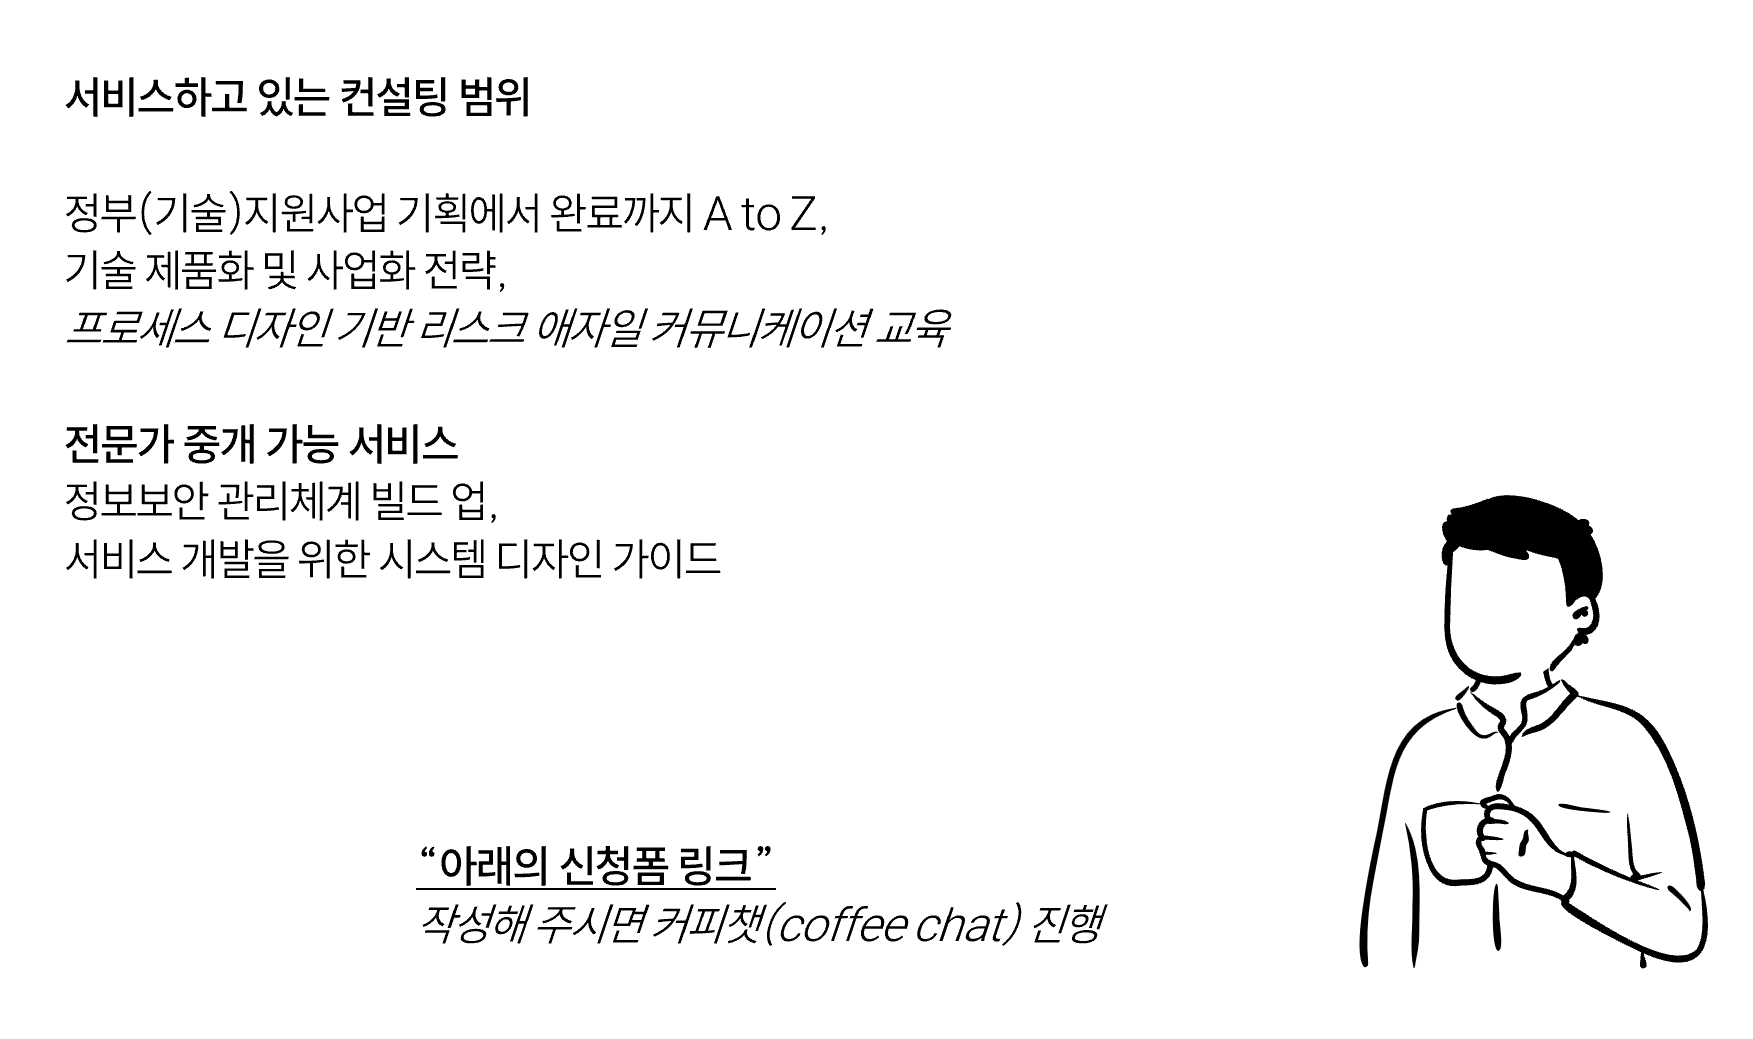 서비스하고 있는 컨설팅 범위
정부(기술)지원사업 기획에서 완료까지 A to Z,
기술 제품화 및 사업화 전략,
프로세스 디자인 기반 리스크 애자일 커뮤니케이션 교육
전문가 중개 가능 서비스
정보보안 관리체계 빌드 업,
서비스 개발을 위한 시스템 디자인 가이드
“아래의 신청폼 링크”
작성해 주시면 커피챗(coffee chat) 진행